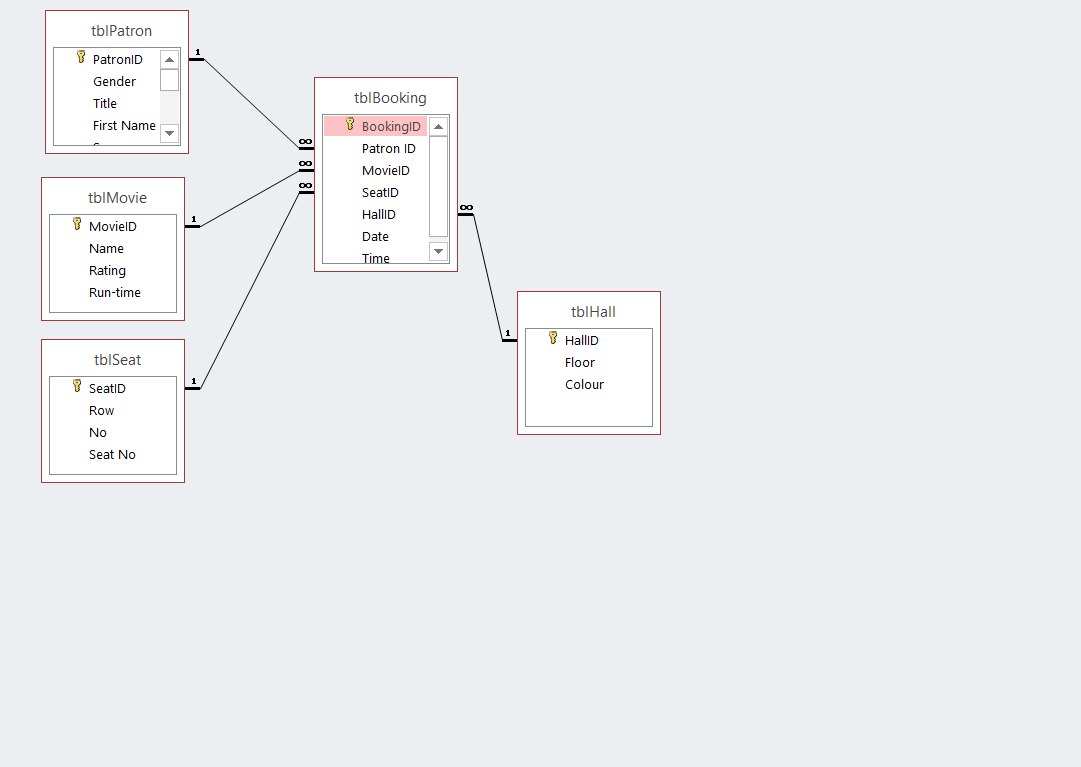 tblPatron
PatronID
Gender
Title
First Name
1
tblMovie
MovieID
Name
Rating
Run-time
1
tblSeat
SeatID
Row
No
Seat No
1
tblBooking
BookingID
Patron ID
MovieID
SeatID
HallID
Date
Time
∞
∞
∞
∞
tblHall
HallID
Floor
Colour
1